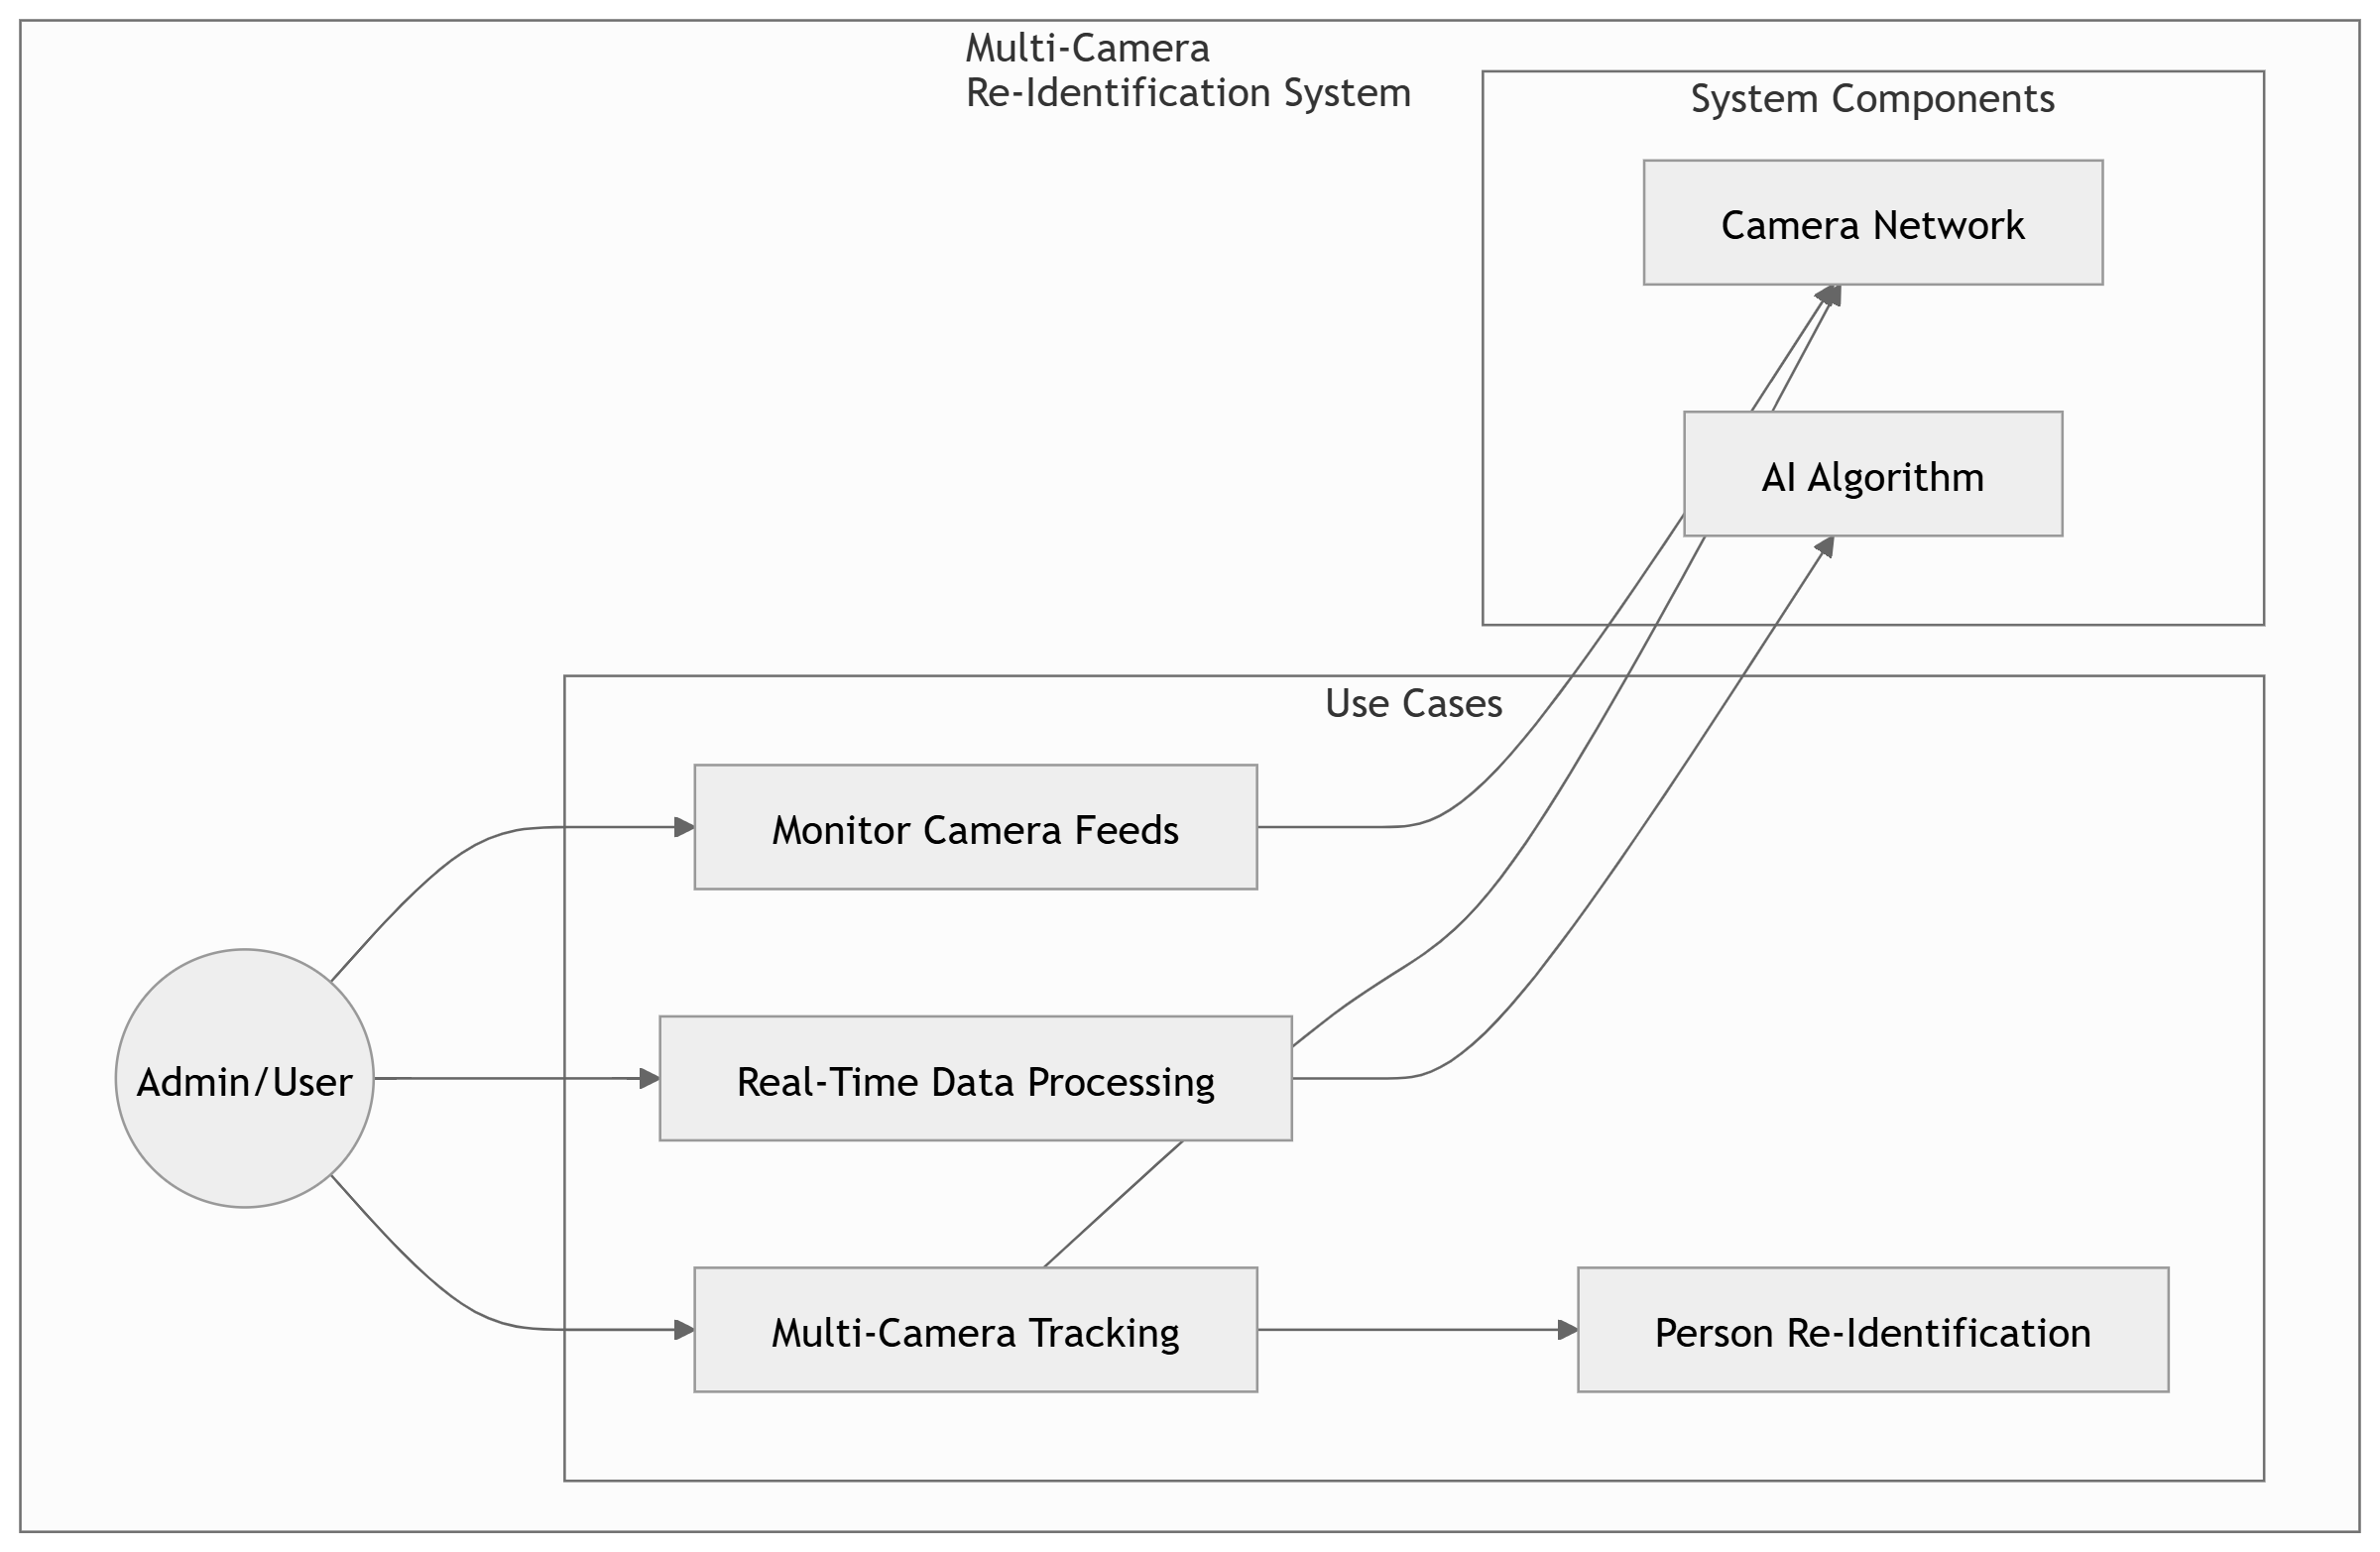 Multi-Camera
Re-Identification System
System Components
Camera Network
AI Algorithm
Use Cases
Monitor Camera Feeds
Admin/User
Real-Time Data Processing
Multi-Camera Tracking
Person Re-Identification